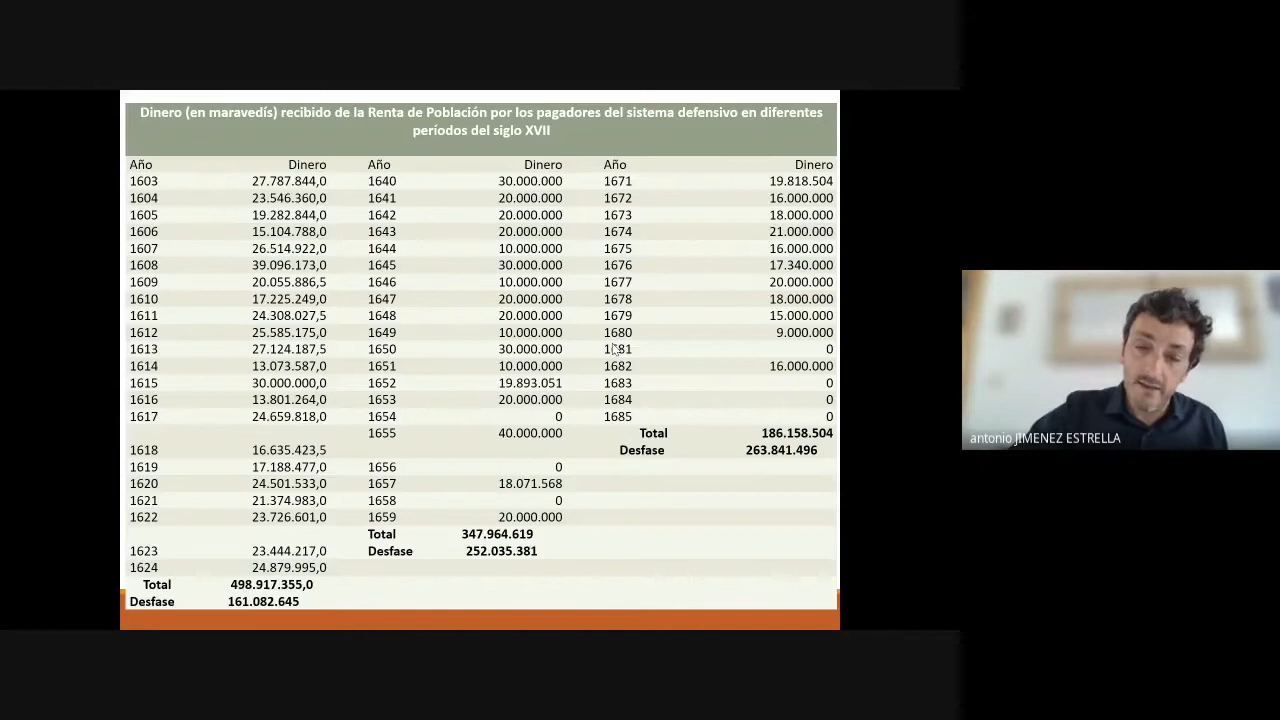 Dinero (en maravedís) recibido de la Renta de Población por los pagadores del sistema defensivo en diferentes
períodos del siglo XVII
Año Dinero Año Dinero Año Dinero
1603 27.787.844,0 1640 30.000.000 1671 19.818.504
1604 23.546.360,0 1641 20.000.000 1672 16.000.000
1605 19.282.844,0 1642 20.000.000 1673 18.000.000
1606 15.104.788,0 1643 20.000.000 1674 21.000.000
1607 26.514.922,0 1644 10.000.000 1675 16.000.000
1608 39.096.173,0 1645 30.000.000 1676 17.340.000
1609 20.055.886,5 1646 10.000.000 1677 20.000.000
1610 17.225.249,0 1647 20.000.000 1678 18.000.000
1611 24.308.027,5 1648 20.000.000 1679 15.000.000
1612 25.585.175,0 1649 10.000.000 1680 9.000.000
1613 27.124.187,5 1650 30.000.000 1681 0
1614 13.073.587,0 1651 10.000.000 1682 16.000.000
1615 30.000.000,0 1652 19.893.051 1683 0
1616 13.801.264,0 1653 20.000.000 1684 0
1617 24.659.818,0 1654 0 1685 0
1655 40.000.000 Total 186.158.504
1618 16.635.423,5 Desfase 263.841.496
1619 17.188.477,0 1656 0
1620 24.501.533,0 1657 18.071.568
1621 21.374.983,0 1658 0
1622 23.726.601,0 1659 20.000.000
Total 347.964.619
1623 23.444.217,0 Desfase 252.035.381
1624 24.879.995,0
Total 498.917.355,0
Desfase 161.082.645
antonio JIMENEZ ESTRELLA